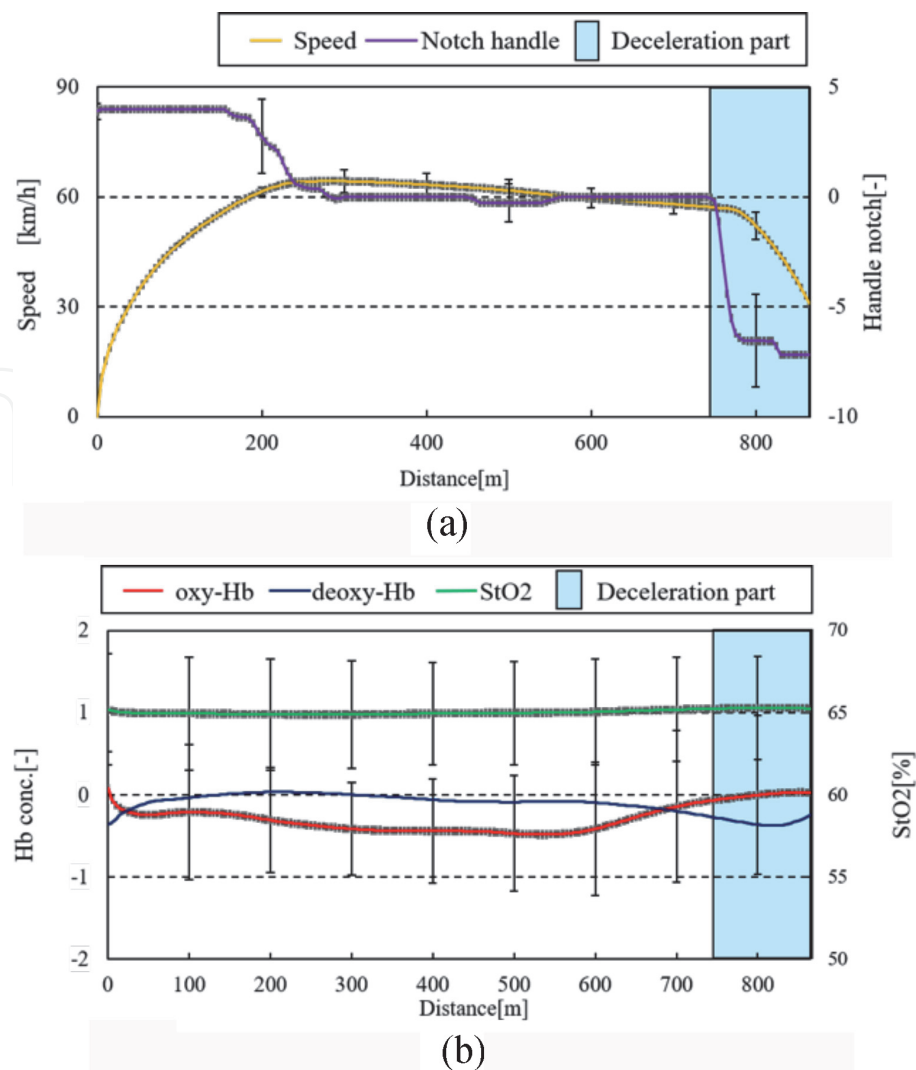 Speed Notch handle Deceleration part
90 5
60 0
30 -5
0 -10
Speed [km/h]
Handle notch[-]
0 200 400 600 800
Distance[m]
(a)
oxy-Hb deoxy-Hb StO2 Deceleration part
2 70
1 65
0 60
-1 55
-2 50
Hb conc.[-]
StO2[%]
0 100 200 300 400 500 600 700 800
Distance[m]
(b)